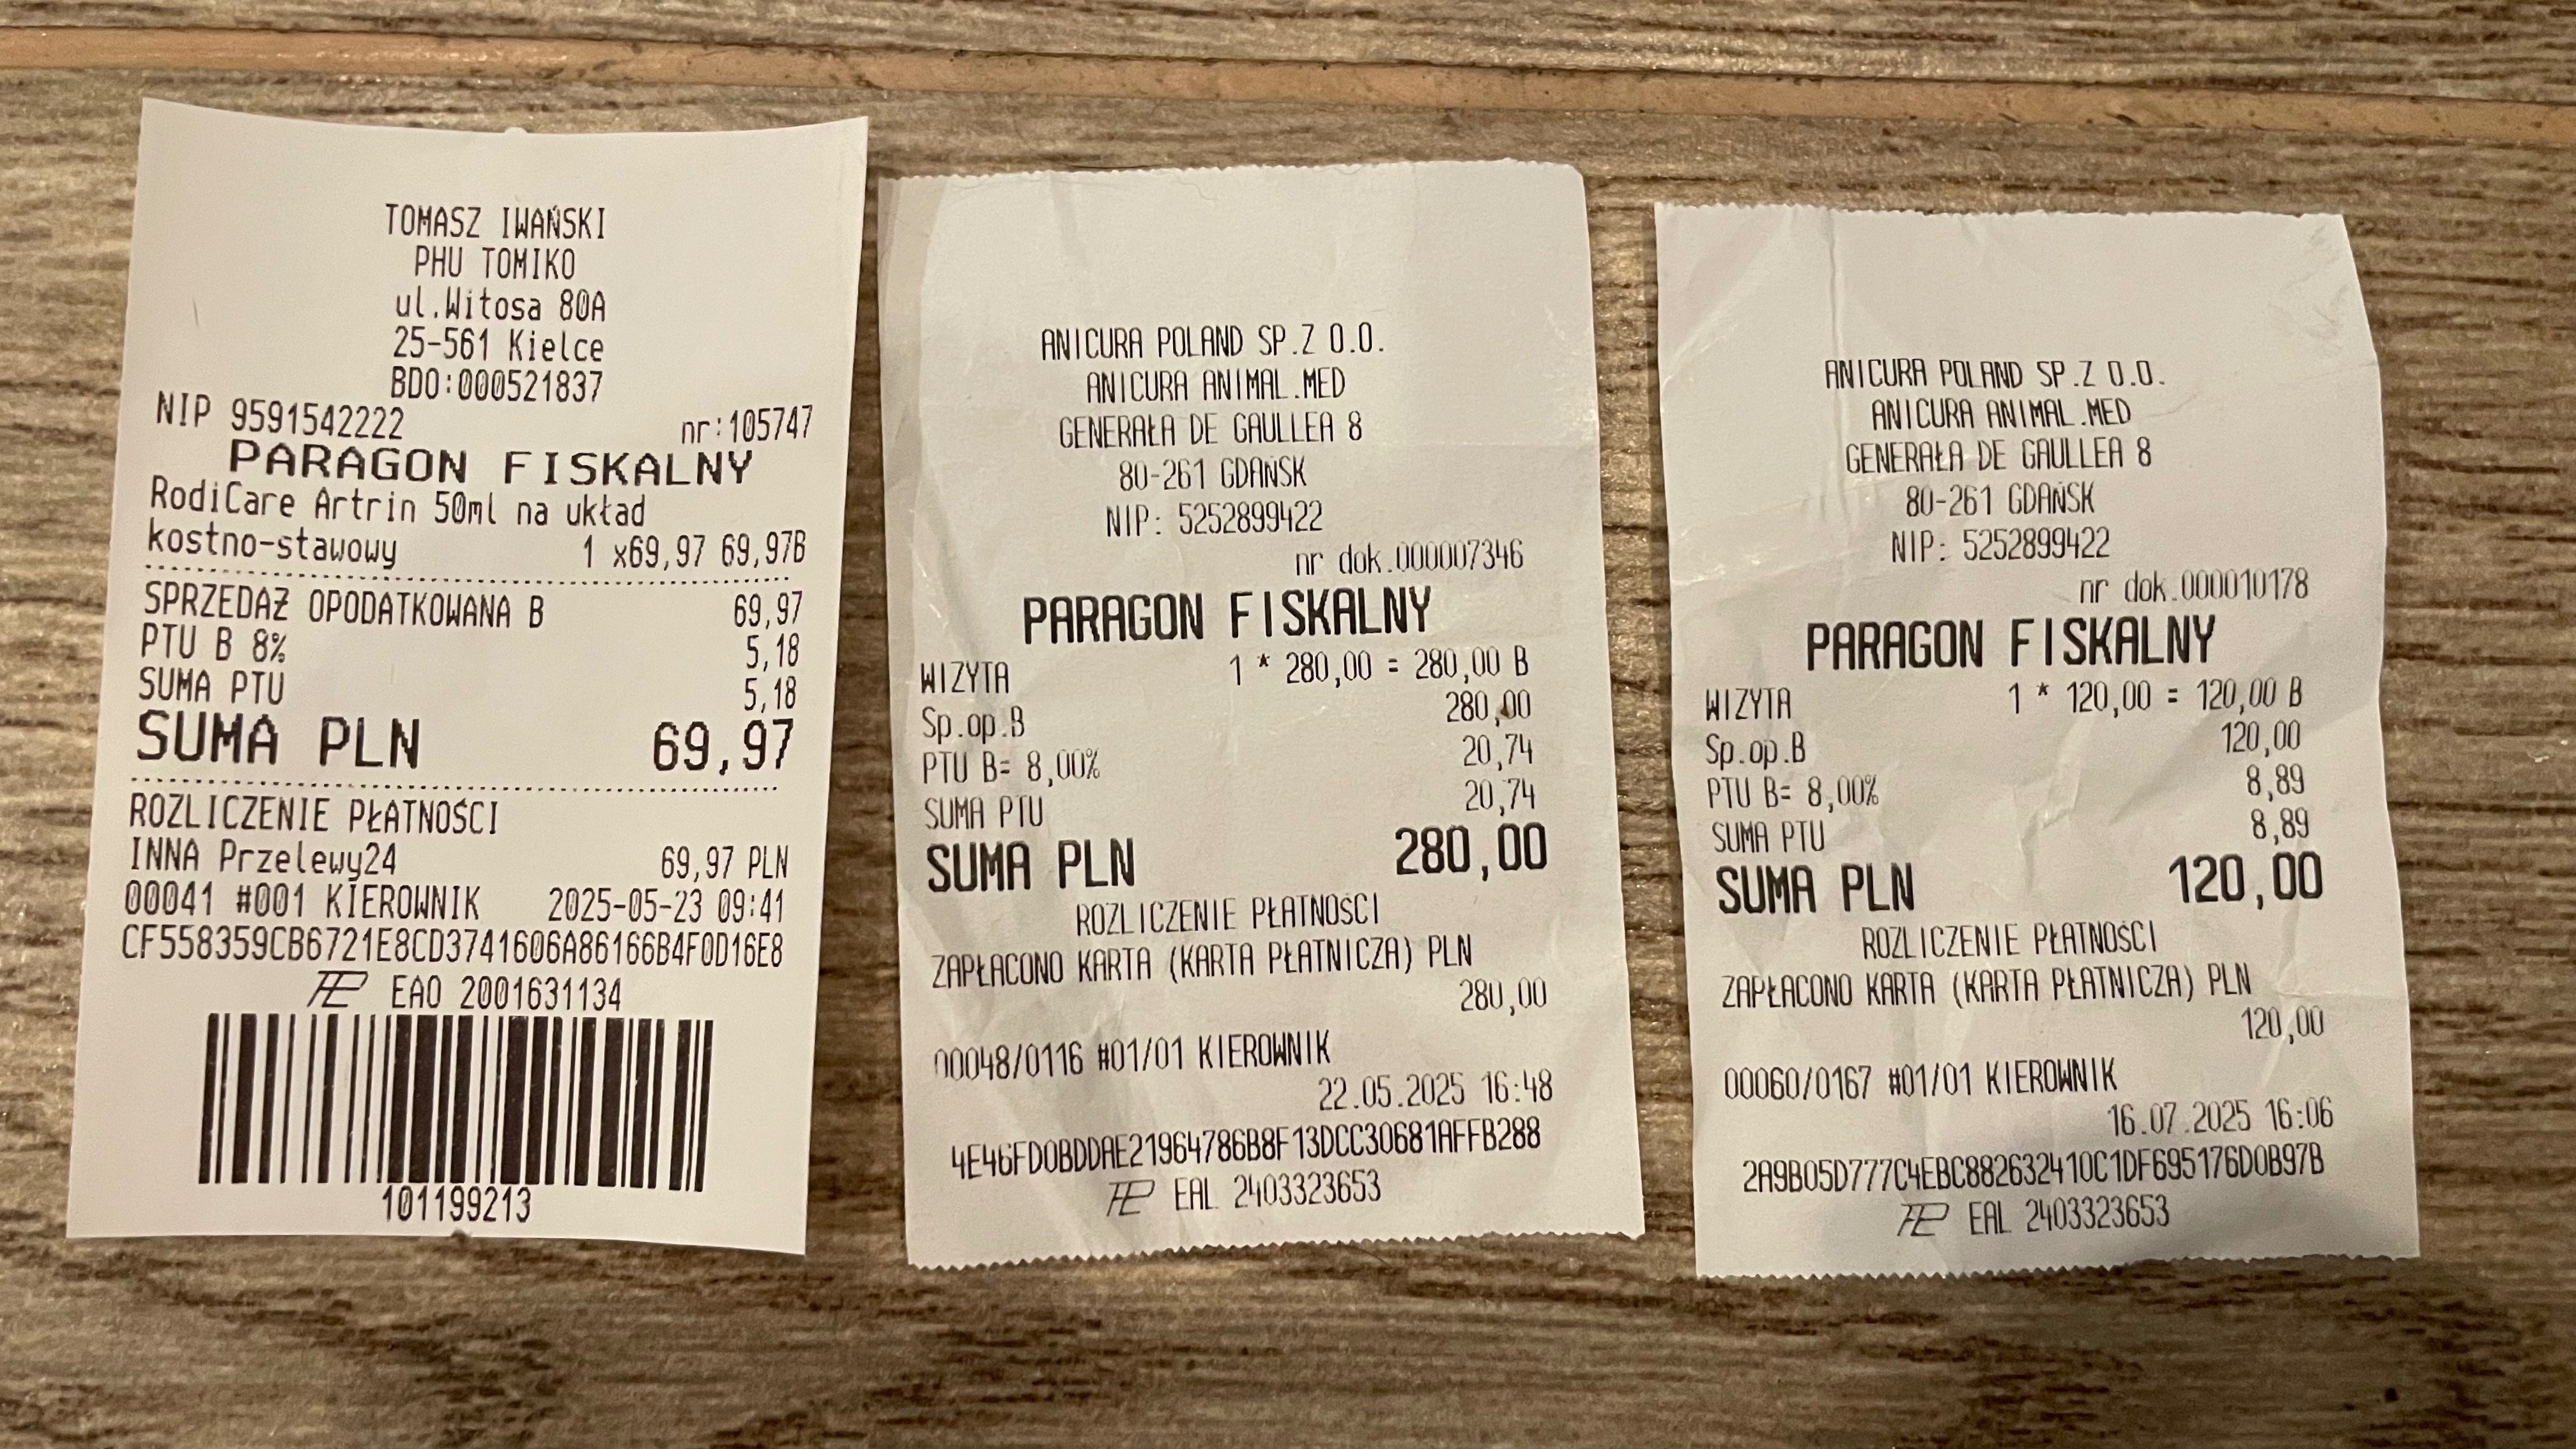 TOMASZ IWAŃSKI
PHU TOMIKO
ul.Witosa 80A
25-561 Kielce
BDO:000521837
NIP 9591542222 nr:105747
PARAGON FISKALNY
RodiCare Artrin 50ml na układ
kostno-stawowy 1 x69,97 69,97B
SPRZEDAŻ OPODATKOWANA B 69,97
PTU B 8% 5,18
SUMA PTU 5,18
SUMA PLN 69,97
ROZLICZENIE PŁATNOŚCI
INNA Przelewy24 69,97 PLN
00041 #001 KIEROWNIK 2025-05-23 09:41
CF558359CB6721E8CD3741606A86166B4F0D16E8
EAO 2001631134
101199213
ANICURA POLAND SP.Z O.O.
ANICURA ANIMAL.MED
GENERAŁA DE GAULLEA 8
80-261 GDAŃSK
NIP: 5252899422
nr dok.000007346
PARAGON FISKALNY
WIZYTA 1 * 280,00 = 280,00 B
Sp.op.B 280,00
PTU B= 8,00% 20,74
SUMA PTU 20,74
SUMA PLN 280,00
ROZLICZENIE PŁATNOŚCI
ZAPŁACONO KARTA (KARTA PŁATNICZA) PLN
280,00
00048/0116 #01/01 KIEROWNIK
22.05.2025 16:48
4E46FD0BDDAE21964786B8F13DCC30681AFFB288
EAL 2403323653
ANICURA POLAND SP.Z O.O.
ANICURA ANIMAL.MED
GENERAŁA DE GAULLEA 8
80-261 GDAŃSK
NIP: 5252899422
nr dok.000010178
PARAGON FISKALNY
WIZYTA 1 * 120,00 = 120,00 B
Sp.op.B 120,00
PTU B= 8,00% 8,89
SUMA PTU 8,89
SUMA PLN 120,00
ROZLICZENIE PŁATNOŚCI
ZAPŁACONO KARTA (KARTA PŁATNICZA) PLN
120,00
00060/0167 #01/01 KIEROWNIK
16.07.2025 16:06
2A9B05D777C4EBC882632410C1DF695176D0B97B
EAL 2403323653